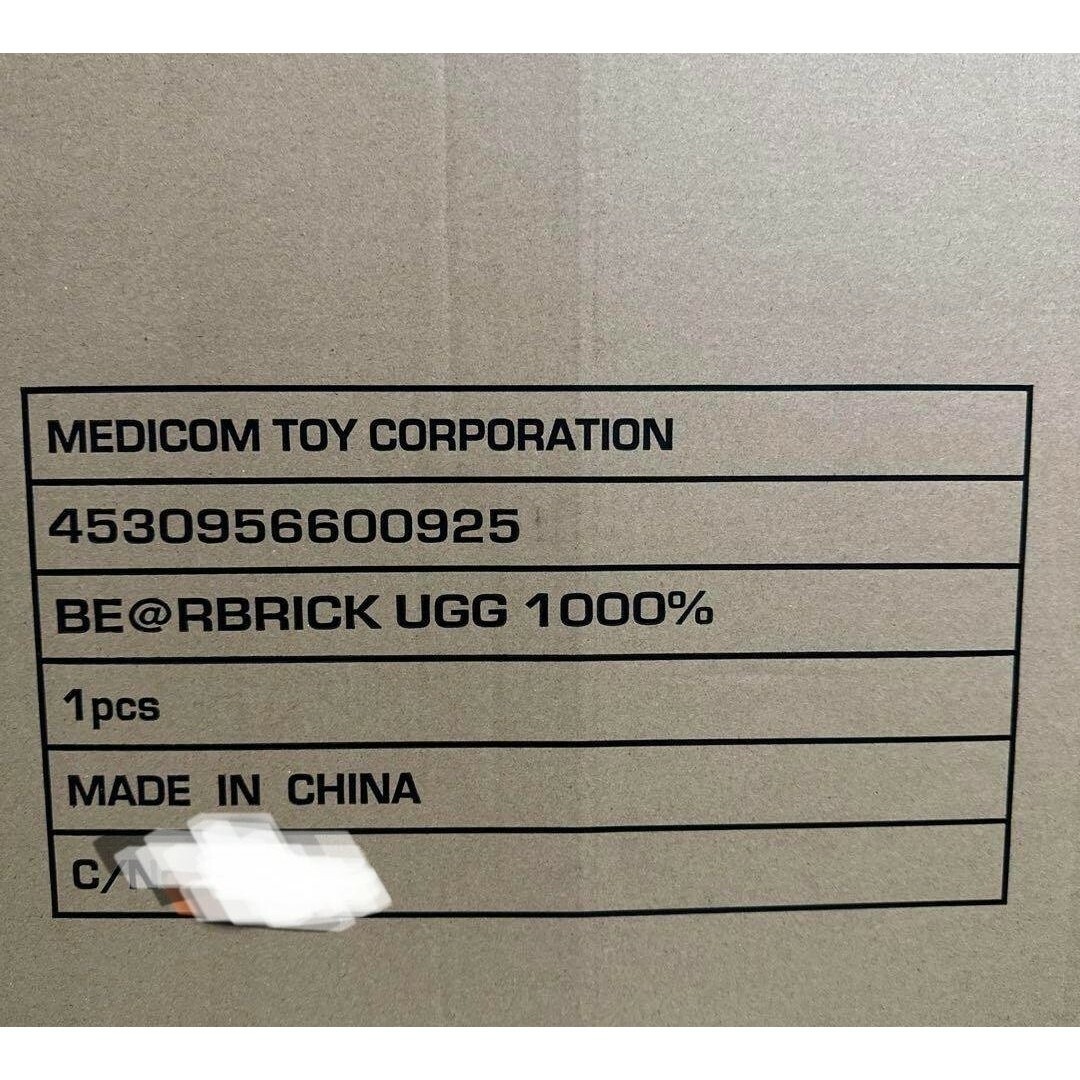 MEDICOM TOY CORPORATION
4530956600925
BE@RBRICK UGG 1000%
1pcs
MADE IN CHINA
C/N